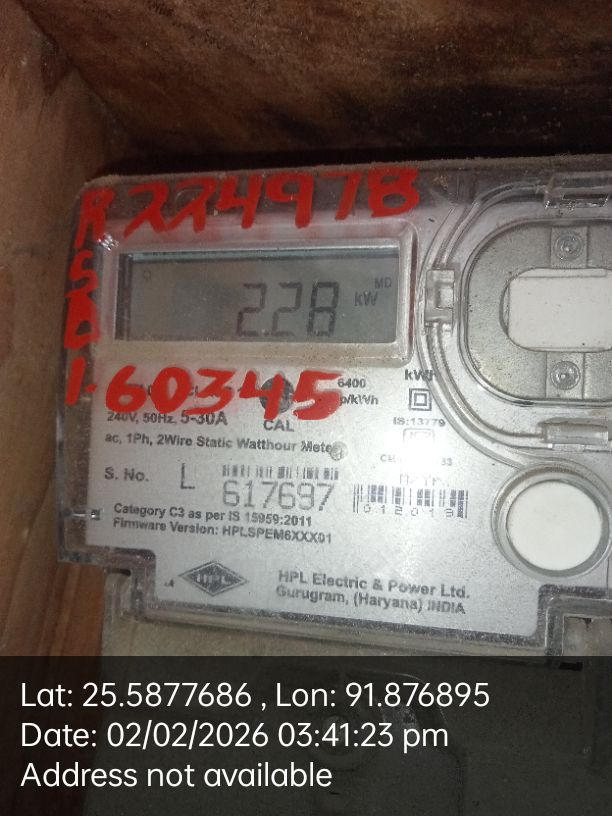 R224978
S
D
1.60345
2.28
MD
kW
6400
kWh
p/kWh
240V, 50Hz, 5-30A
CAL
IS:13779
ac, 1Ph, 2Wire Static Watthour Meter
S. No. L 617697
012019
Category C3 as per IS 15959:2011
Firmware Version: HPLSPEM6XXX01
HPL
HPL Electric & Power Ltd.
Gurugram, (Haryana) INDIA
Lat: 25.5877686 , Lon: 91.876895
Date: 02/02/2026 03:41:23 pm
Address not available